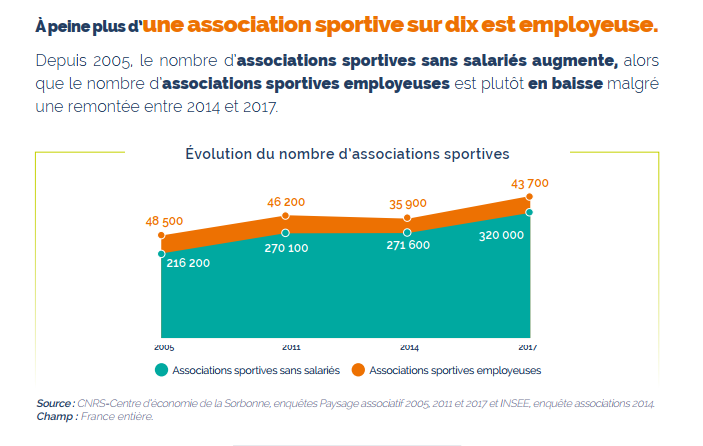 À peine plus d'une association sportive sur dix est employeuse.
Depuis 2005, le nombre d'associations sportives sans salariés augmente, alors
que le nombre d'associations sportives employeuses est plutôt en baisse malgré
une remontée entre 2014 et 2017.
Évolution du nombre d'associations sportives
48 500
46 200
35 900
43 700
216 200
270 100
271 600
320 000
2005
2011
2014
2017
Associations sportives sans salariés
Associations sportives employeuses
Source : CNRS-Centre d'économie de la Sorbonne, enquêtes Paysage associatif 2005, 2011 et 2017 et INSEE, enquête associations 2014.
Champ : France entière.